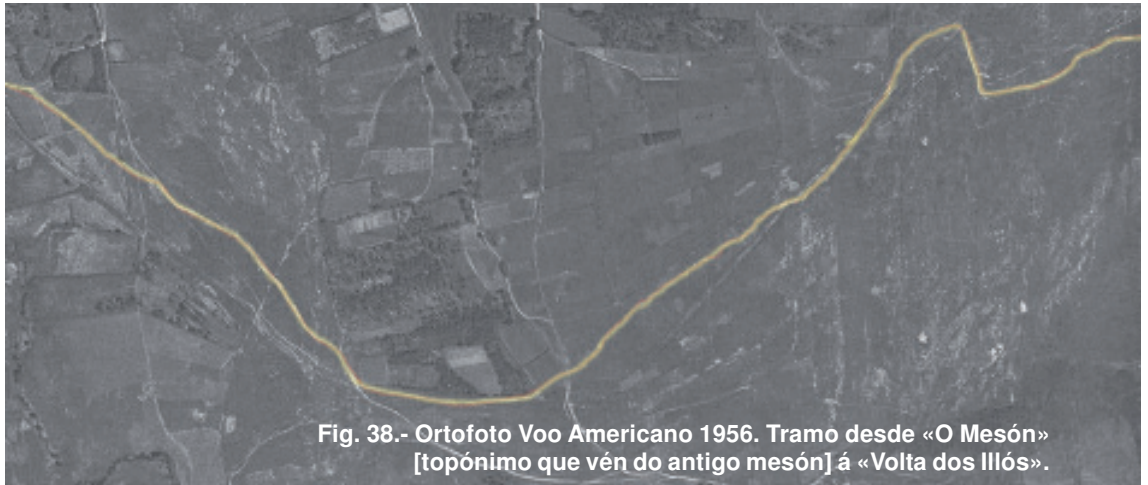 Fig. 38.- Ortofoto Voo Americano 1956. Tramo desde «O Mesón»
[topónimo que vén do antigo mesón] á «Volta dos Illós».